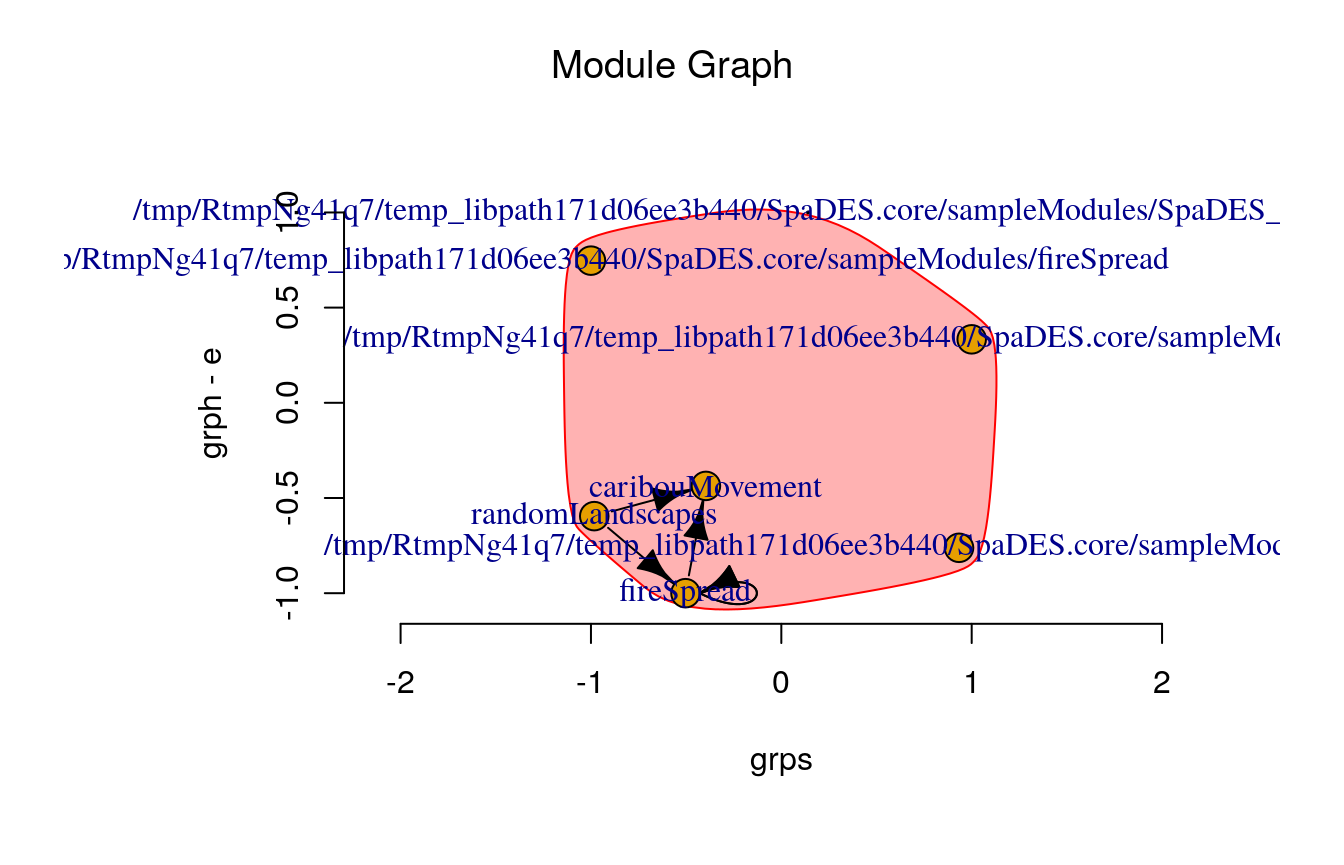 Module Graph
/tmp/RtmpNg41q7/temp_libpath171d06ee3b440/SpaDES.core/sampleModules/SpaDES_
/RtmpNg41q7/temp_libpath171d06ee3b440/SpaDES.core/sampleModules/fireSpread
/tmp/RtmpNg41q7/temp_libpath171d06ee3b440/SpaDES.core/sampleMo
caribouMovement
randomLandscapes
/tmp/RtmpNg41q7/temp_libpath171d06ee3b440/SpaDES.core/sampleMod
fireSpread
1.0
0.5
0.0
-0.5
-1.0
grph - e
-2 -1 0 1 2
grps